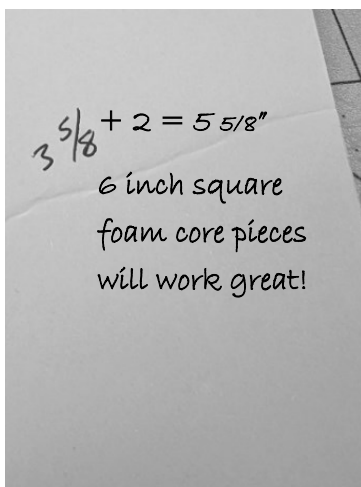 3 5/8 + 2 = 5 5/8"
6 inch square
foam core pieces
will work great!